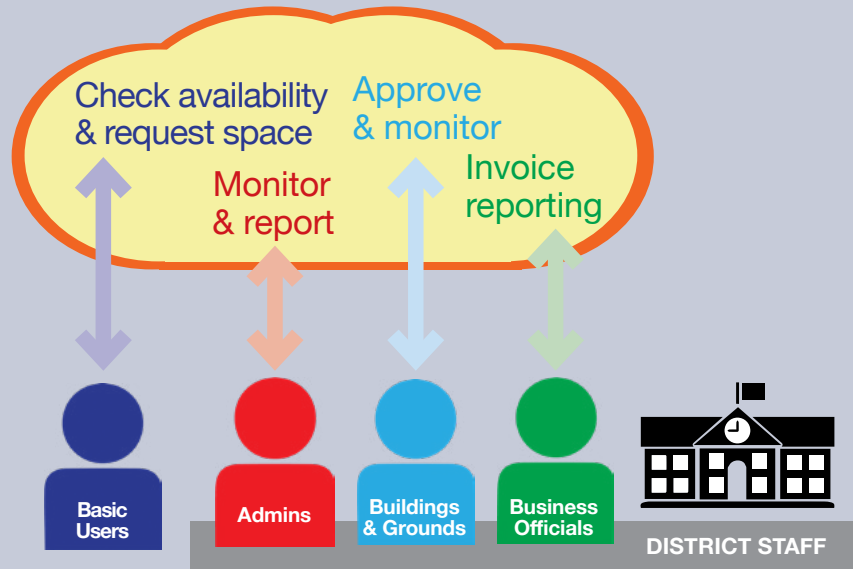 Check availability
& request space
Approve
& monitor
Monitor
& report
Invoice
reporting
Basic
Users
Admins
Buildings
& Grounds
Business
Officials
DISTRICT STAFF